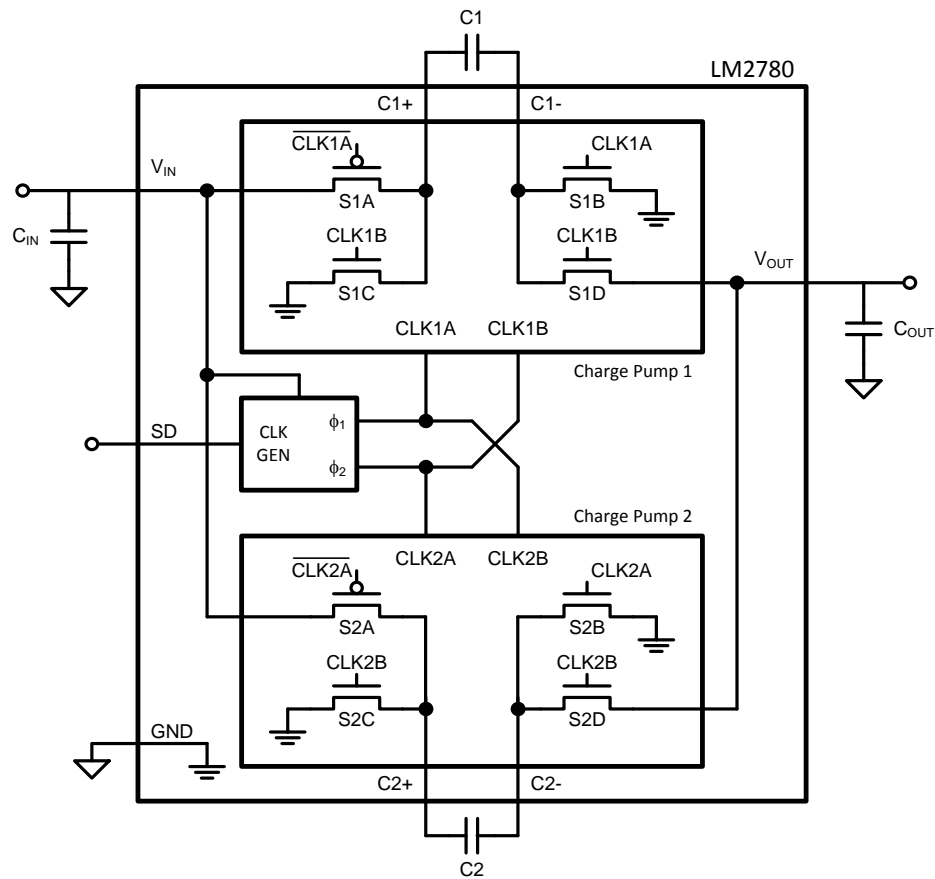 C1
LM2780
C1+ C1-
CLK1A CLK1A
VIN
S1A S1B
CIN
CLK1B CLK1B
VOUT
S1C S1D
COUT
CLK1A CLK1B
Charge Pump 1
SD
CLK
GEN
ϕ1
ϕ2
Charge Pump 2
CLK2A CLK2B
CLK2A CLK2A
S2A S2B
CLK2B CLK2B
S2C S2D
GND
C2+ C2-
C2